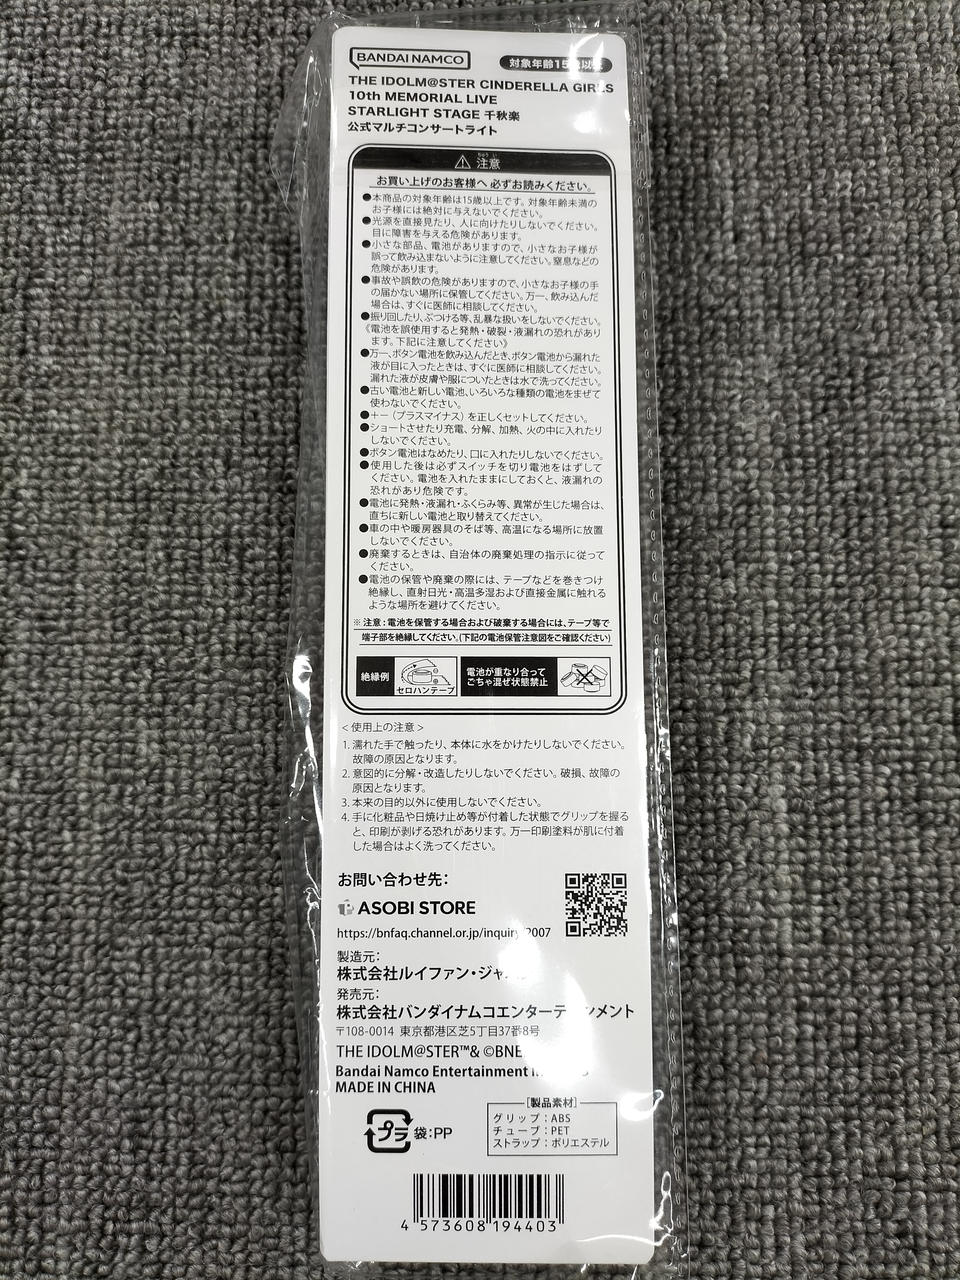 BANDAI NAMCO
対象年齢15歳以上
THE IDOLM@STER CINDERELLA GIRLS
10th MEMORIAL LIVE
STARLIGHT STAGE 千秋楽
公式マルチコンサートライト
ちゅう い
⚠ 注意
お買い上げのお客様へ 必ずお読みください。
●本商品の対象年齢は15歳以上です。対象年齢未満の
お子様には絶対に与えないでください。
●光源を直接見たり、人に向けたりしないでください。
目に障害を与える危険があります。
●小さな部品、電池がありますので、小さなお子様が
誤って飲み込まないように注意してください。窒息などの
危険があります。
●事故や誤飲の危険がありますので、小さなお子様の手
の届かない場所に保管してください。万一、飲み込んだ
場合は、すぐに医師に相談してください。
●振り回したり、ぶつける等、乱暴な扱いをしないでください。
《電池を誤使用すると発熱・破裂・液漏れの恐れがあり
ます。下記に注意してください》
●万一、ボタン電池を飲み込んだとき、ボタン電池から漏れた
液が目に入ったときは、すぐに医師に相談してください。
漏れた液が皮膚や服についたときは水で洗ってください。
●古い電池と新しい電池、いろいろな種類の電池をまぜて
使わないでください。
●＋－（プラスマイナス）を正しくセットしてください。
●ショートさせたり充電、分解、加熱、火の中に入れたり
しないでください。
●ボタン電池はなめたり、口に入れたりしないでください。
●使用した後は必ずスイッチを切り電池をはずして
ください。電池を入れたままにしておくと、液漏れの
恐れがあり危険です。
●電池に発熱・液漏れ・ふくらみ等、異常が生じた場合は、
直ちに新しい電池と取り替えてください。
●車の中や暖房器具のそば等、高温になる場所に放置
しないでください。
●廃棄するときは、自治体の廃棄処理の指示に従って
ください。
●電池の保管や廃棄の際には、テープなどを巻きつけ
絶縁し、直射日光・高温多湿および直接金属に触れる
ような場所を避けてください。
※ 注意：電池を保管する場合および破棄する場合には、テープ等で
端子部を絶縁してください。(下記の電池保管注意図をご確認ください)
絶縁例
セロハンテープ
電池が重なり合って
ごちゃ混ぜ状態禁止
＜使用上の注意＞
1. 濡れた手で触ったり、本体に水をかけたりしないでください。
故障の原因となります。
2. 意図的に分解・改造したりしないでください。破損、故障の
原因となります。
3. 本来の目的以外に使用しないでください。
4. 手に化粧品や日焼け止め等が付着した状態でグリップを握る
と、印刷が剥げる恐れがあります。万一印刷塗料が肌に付着
した場合はよく洗ってください。
お問い合わせ先：
ASOBI STORE
https://bnfaq.channel.or.jp/inquiry/2007
製造元：
株式会社ルイファン・ジャ
発売元：
株式会社バンダイナムコエンターテインメント
〒108-0014 東京都港区芝5丁目37番8号
THE IDOLM@STER™& ©BNE
Bandai Namco Entertainment
MADE IN CHINA
プラ 袋：PP
[製品素材]
グリップ：ABS
チューブ：PET
ストラップ：ポリエステル
4 573608 194403